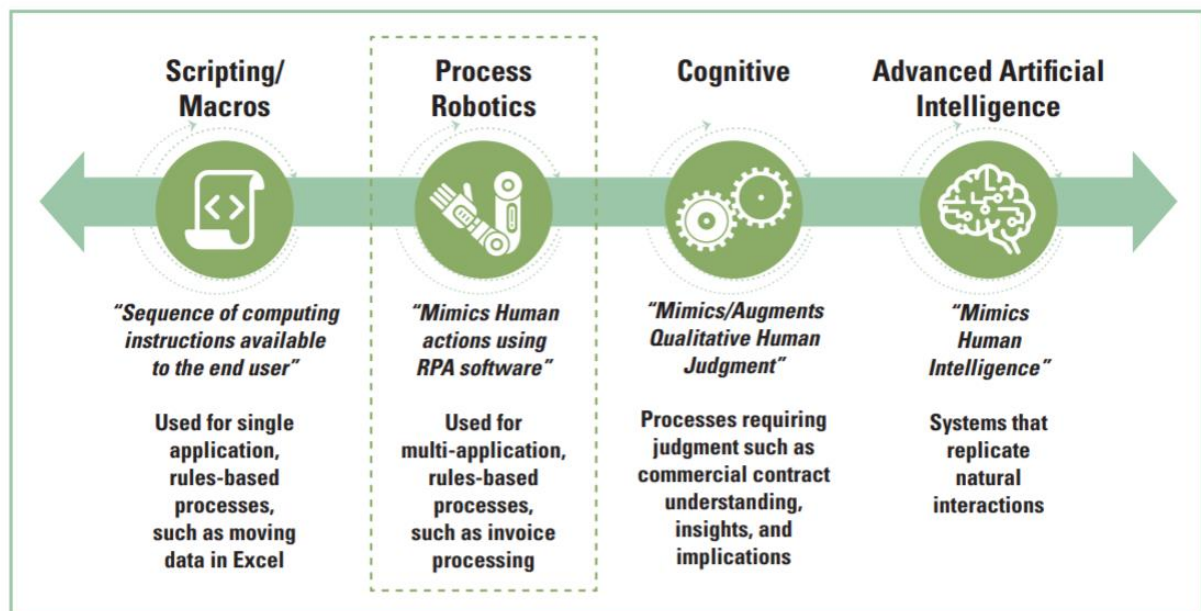 Scripting/
Macros
“Sequence of computing
instructions available
to the end user”
Used for single
application,
rules-based
processes,
such as moving
data in Excel
Process
Robotics
“Mimics Human
actions using
RPA software”
Used for
multi-application,
rules-based
processes,
such as invoice
processing
Cognitive
“Mimics/Augments
Qualitative Human
Judgment”
Processes requiring
judgment such as
commercial contract
understanding,
insights, and
implications
Advanced Artificial
Intelligence
“Mimics
Human
Intelligence”
Systems that
replicate
natural
interactions